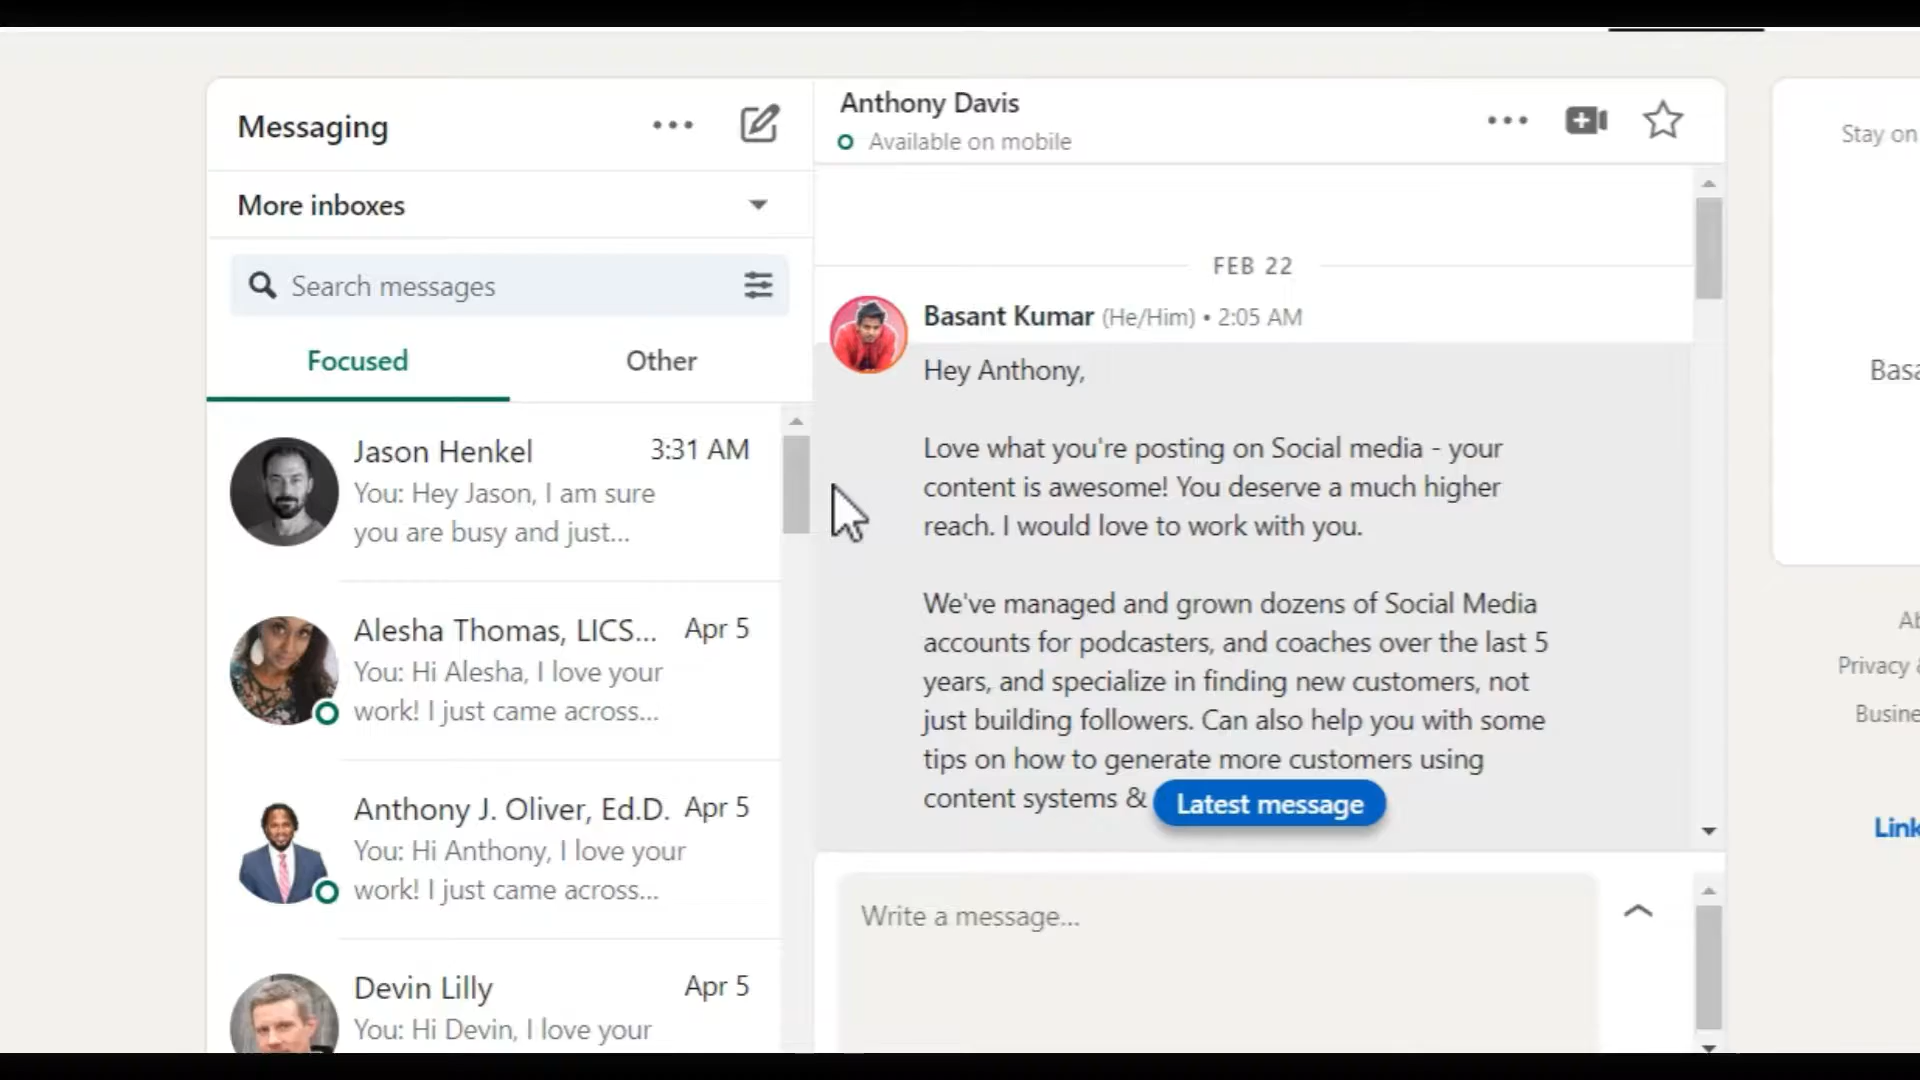 Messaging
More inboxes
Search messages
Focused
Other
Jason Henkel
3:31 AM
You: Hey Jason, I am sure
you are busy and just...
Alesha Thomas, LICS...
Apr 5
You: Hi Alesha, I love your
work! I just came across...
Anthony J. Oliver, Ed.D.
Apr 5
You: Hi Anthony, I love your
work! I just came across...
Devin Lilly
Apr 5
You: Hi Devin, I love your
Anthony Davis
Available on mobile
FEB 22
Basant Kumar (He/Him) • 2:05 AM
Hey Anthony,
Love what you're posting on Social media - your
content is awesome! You deserve a much higher
reach. I would love to work with you.
We've managed and grown dozens of Social Media
accounts for podcasters, and coaches over the last 5
years, and specialize in finding new customers, not
just building followers. Can also help you with some
tips on how to generate more customers using
content systems &
Latest message
Write a message...
Stay on
Basa
Ab
Privacy &
Busine
Link